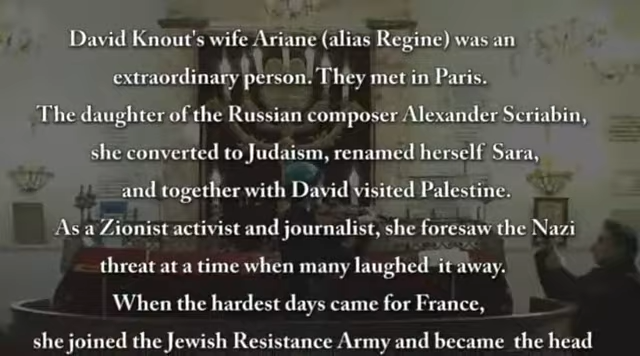 David Knout's wife Ariane (alias Regine) was an
extraordinary person. They met in Paris.
The daughter of the Russian composer Alexander Scriabin,
she converted to Judaism, renamed herself Sara,
and together with David visited Palestine.
As a Zionist activist and journalist, she foresaw the Nazi
threat at a time when many laughed it away.
When the hardest days came for France,
she joined the Jewish Resistance Army and became the head